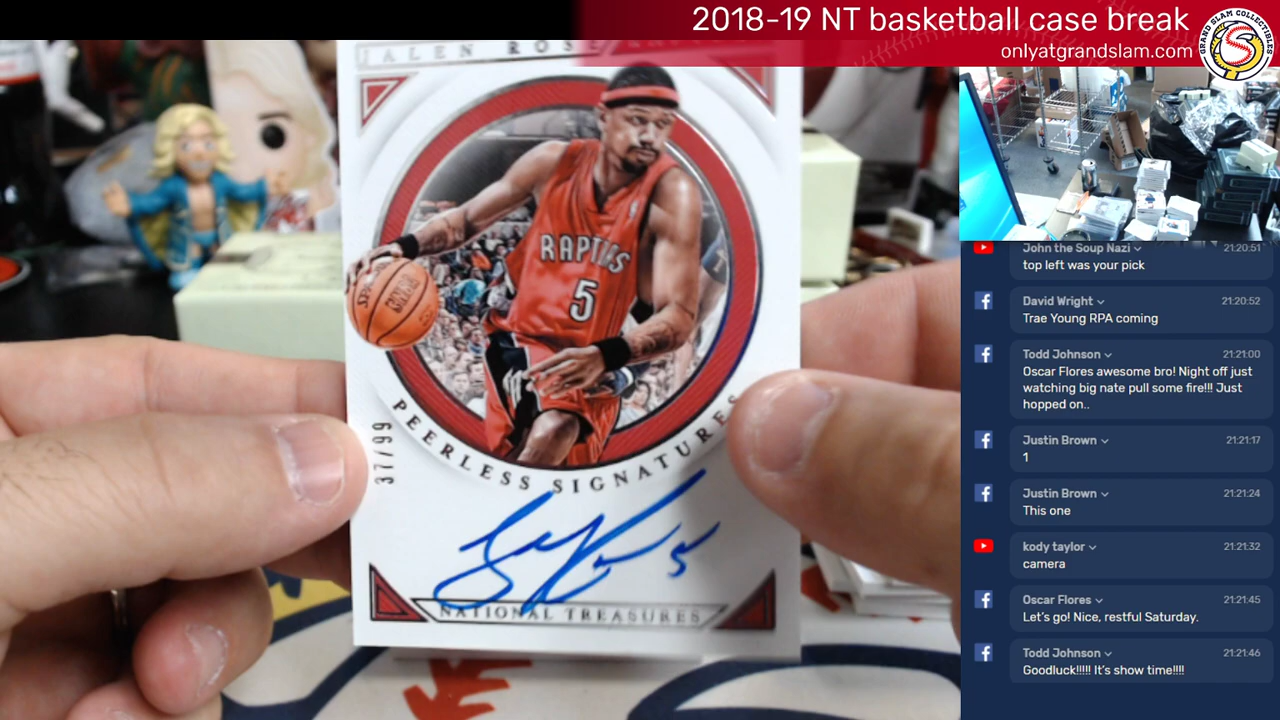 2018-19 NT basketball case break
onlyatgrandslam.com
GRAND SLAM COLLECTIBLES
JALEN ROSE
RAPTORS
5
37/99
PEERLESS SIGNATURES
5
NATIONAL TREASURES
John the Soup Nazi 21:20:51
top left was your pick
David Wright 21:20:52
Trae Young RPA coming
Todd Johnson 21:21:00
Oscar Flores awesome bro! Night off just
watching big nate pull some fire!!! Just
hopped on..
Justin Brown 21:21:17
1
Justin Brown 21:21:24
This one
kody taylor 21:21:32
camera
Oscar Flores 21:21:45
Let's go! Nice, restful Saturday.
Todd Johnson 21:21:46
Goodluck!!!!! It's show time!!!!